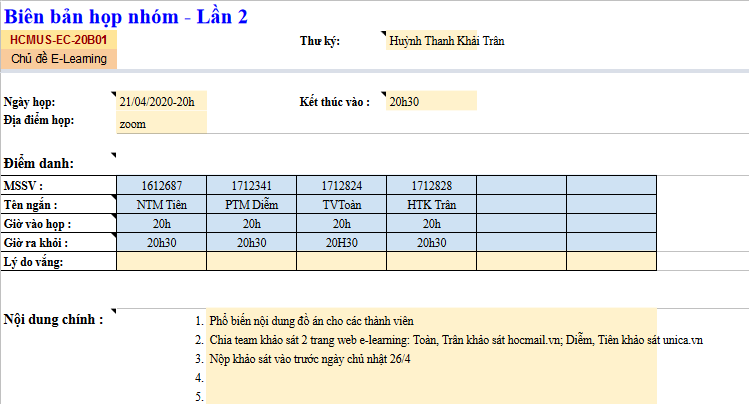 Biên bản họp nhóm - Lần 2
HCMUS-EC-20B01 Thư ký: Huỳnh Thanh Khải Trân
Chủ đề E-Learning
Ngày họp: 21/04/2020-20h Kết thúc vào : 20h30
Địa điểm họp: zoom
Điểm danh:
MSSV : 1612687 1712341 1712824 1712828
Tên ngắn : NTM Tiên PTM Diễm TVToàn HTK Trân
Giờ vào họp : 20h 20h 20h 20h
Giờ ra khỏi : 20h30 20h30 20H30 20h30
Lý do vắng:
Nội dung chính : 1. Phổ biến nội dung đồ án cho các thành viên
2. Chia team khảo sát 2 trang web e-learning: Toàn, Trân khảo sát hocmail.vn; Diễm, Tiên khảo sát unica.vn
3. Nộp khảo sát vào trước ngày chủ nhật 26/4
4.
5.